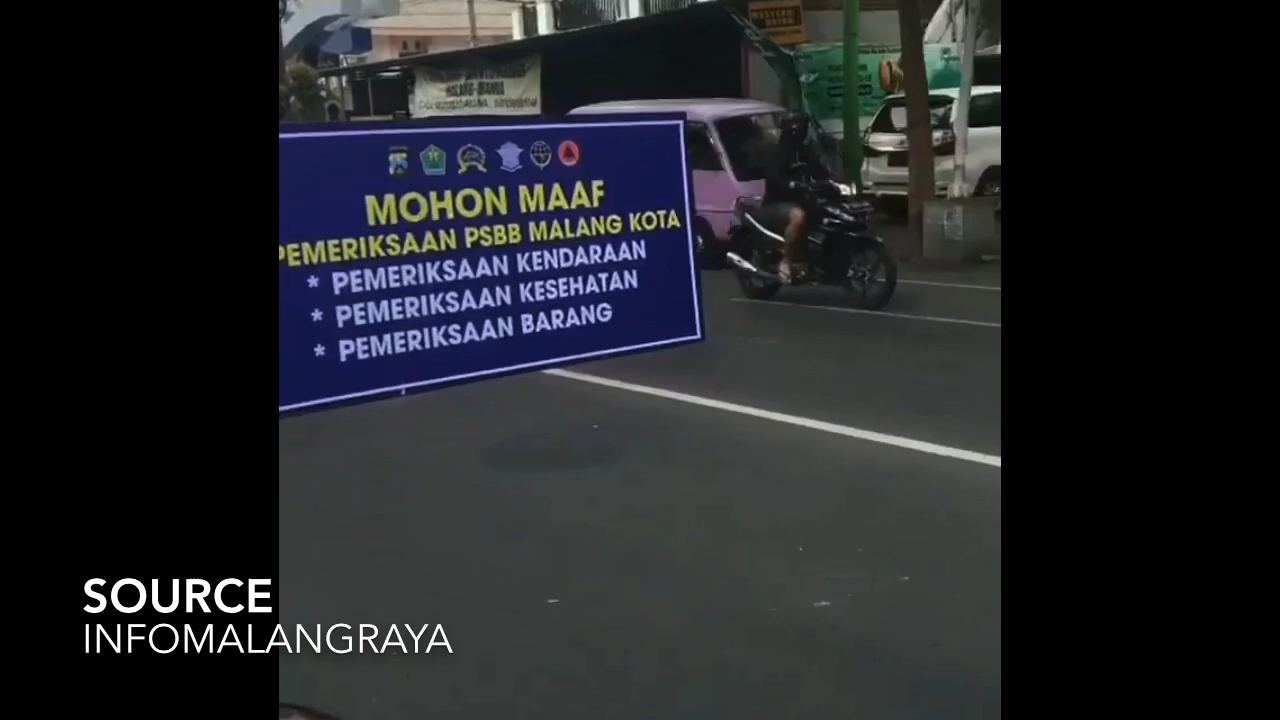 MOHON MAAF
PEMERIKSAAN PSBB MALANG KOTA
* PEMERIKSAAN KENDARAAN
* PEMERIKSAAN KESEHATAN
* PEMERIKSAAN BARANG
SOURCE
INFOMALANGRAYA